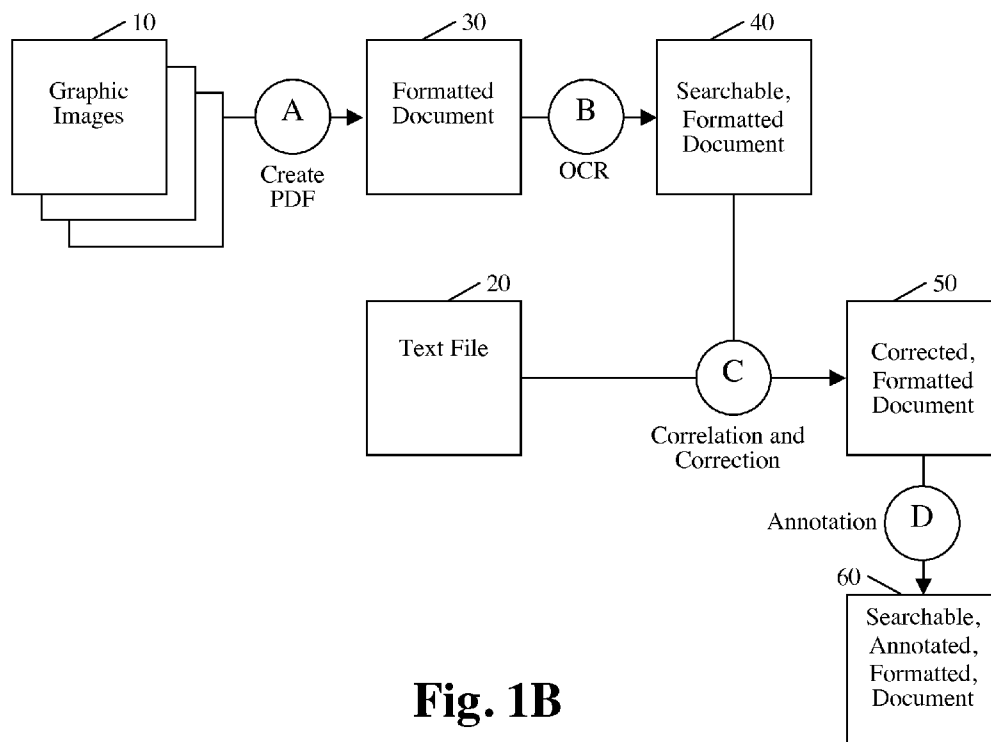 10
Graphic
Images
A
Create
PDF
30
Formatted
Document
B
OCR
40
Searchable,
Formatted
Document
20
Text File
C
Correlation and
Correction
50
Corrected,
Formatted
Document
Annotation
D
60
Searchable,
Annotated,
Formatted,
Document
Fig. 1B